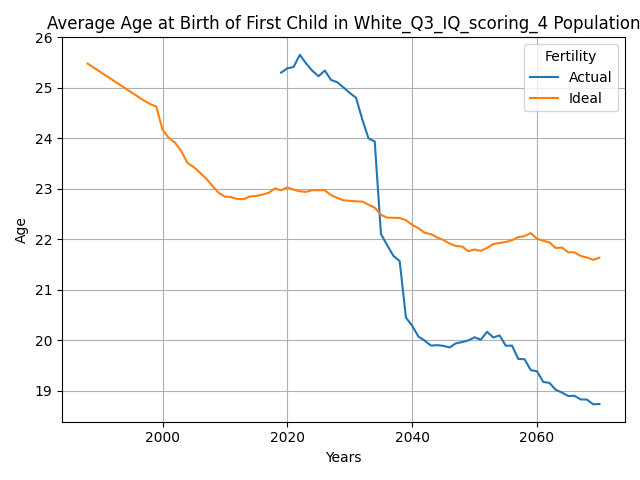 Average Age at Birth of First Child in White_Q3_IQ_scoring_4 Population
Fertility
Actual
Ideal
Age
26
25
24
23
22
21
20
19
2000
2020
2040
2060
Years